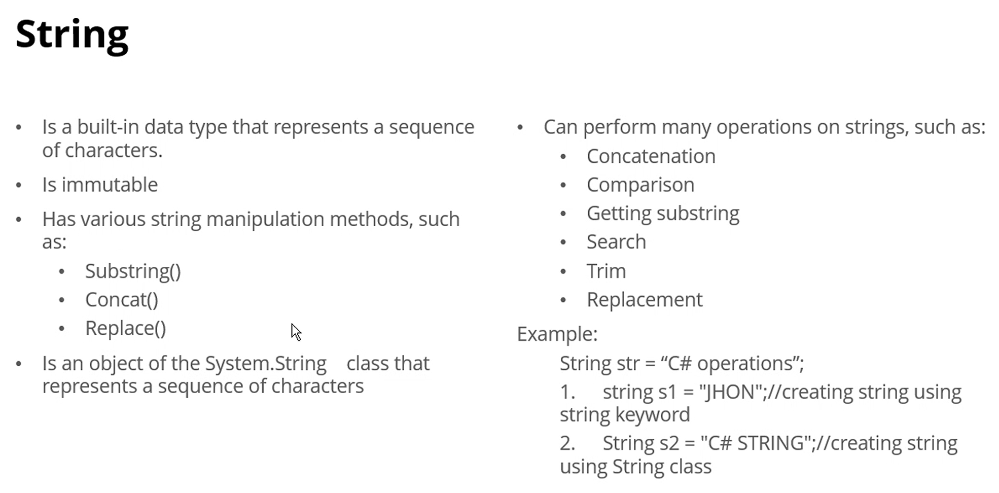 String
• Is a built-in data type that represents a sequence
of characters.
• Is immutable
• Has various string manipulation methods, such
as:
• Substring()
• Concat()
• Replace()
• Is an object of the System.String class that
represents a sequence of characters
• Can perform many operations on strings, such as:
• Concatenation
• Comparison
• Getting substring
• Search
• Trim
• Replacement
Example:
String str = “C# operations”;
1. string s1 = "JHON";//creating string using
string keyword
2. String s2 = "C# STRING";//creating string
using String class